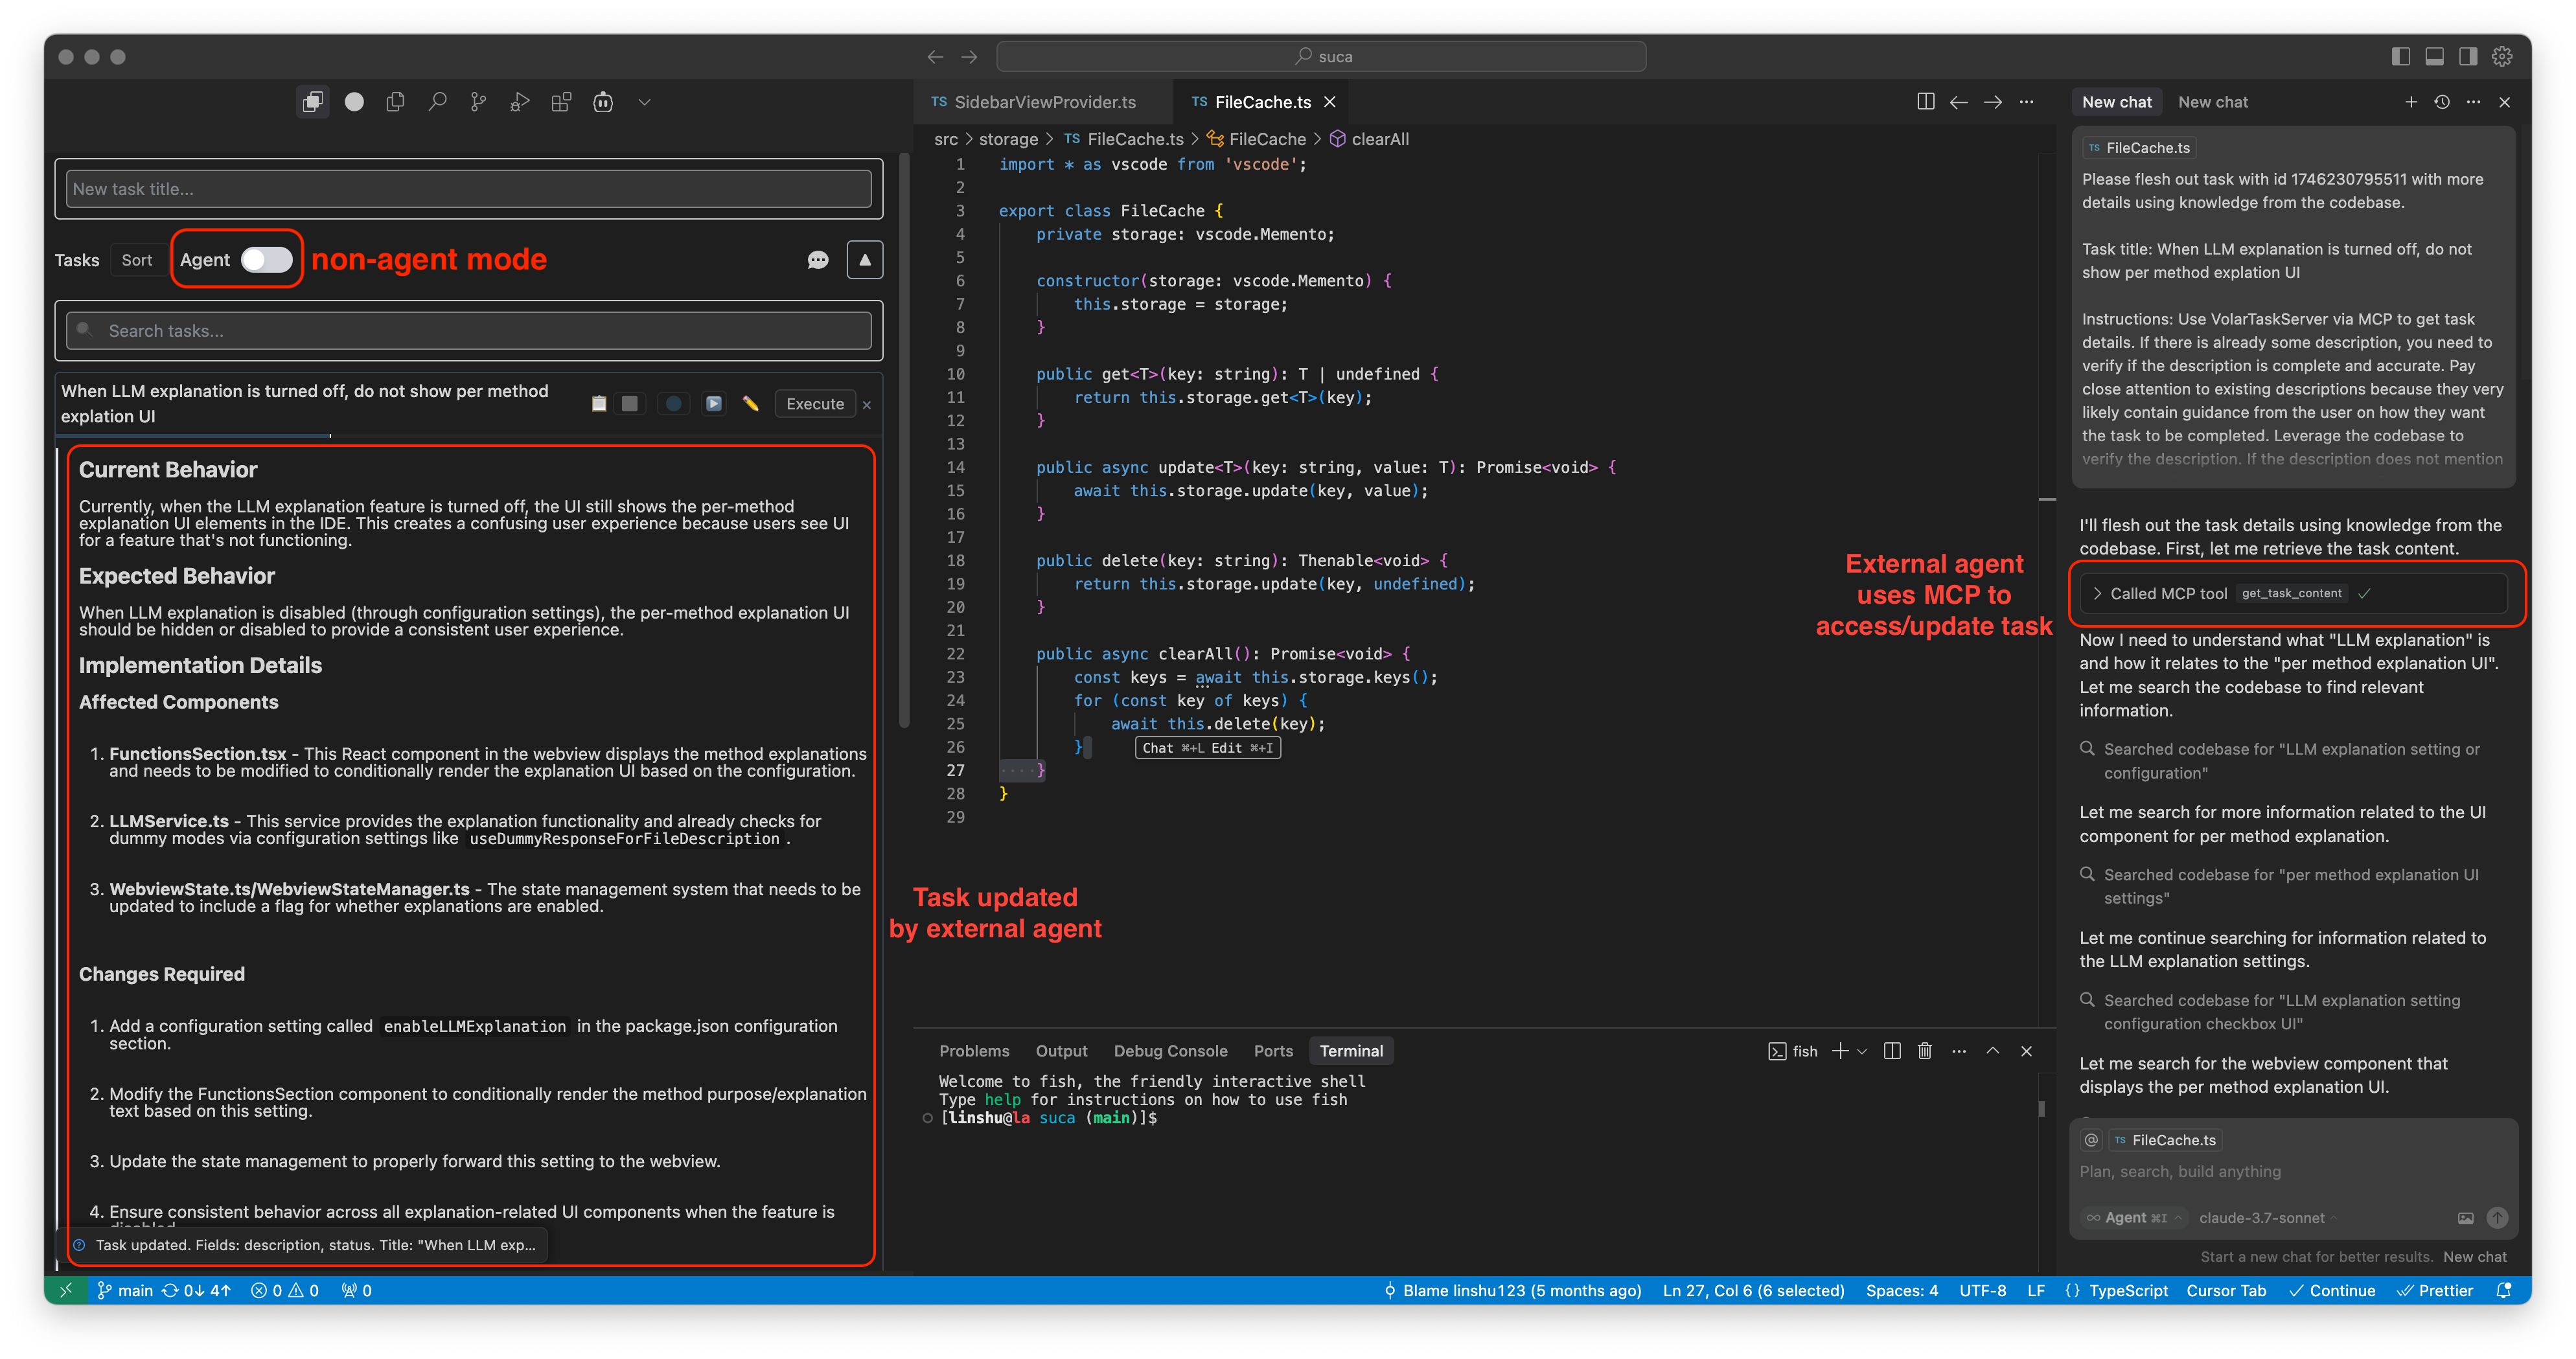 suca
New task title...
Tasks Sort Agent non-agent mode
Search tasks...
When LLM explanation is turned off, do not show per method
explation UI
Execute
Current Behavior
Currently, when the LLM explanation feature is turned off, the UI still shows the per-method
explanation UI elements in the IDE. This creates a confusing user experience because users see UI
for a feature that's not functioning.
Expected Behavior
When LLM explanation is disabled (through configuration settings), the per-method explanation UI
should be hidden or disabled to provide a consistent user experience.
Implementation Details
Affected Components
1. FunctionsSection.tsx - This React component in the webview displays the method explanations
and needs to be modified to conditionally render the explanation UI based on the configuration.
2. LLMService.ts - This service provides the explanation functionality and already checks for
dummy modes via configuration settings like useDummyResponseForFileDescription .
3. WebviewState.ts/WebviewStateManager.ts - The state management system that needs to be
updated to include a flag for whether explanations are enabled.
Changes Required
1. Add a configuration setting called enableLLMExplanation in the package.json configuration
section.
2. Modify the FunctionsSection component to conditionally render the method purpose/explanation
text based on this setting.
3. Update the state management to properly forward this setting to the webview.
4. Ensure consistent behavior across all explanation-related UI components when the feature is
Task updated. Fields: description, status. Title: "When LLM exp...
Task updated
by external agent
TS SidebarViewProvider.ts TS FileCache.ts
src > storage > TS FileCache.ts > FileCache > clearAll
1 import * as vscode from 'vscode';
2
3 export class FileCache {
4 private storage: vscode.Memento;
5
6 constructor(storage: vscode.Memento) {
7 this.storage = storage;
8 }
9
10 public get<T>(key: string): T | undefined {
11 return this.storage.get<T>(key);
12 }
13
14 public async update<T>(key: string, value: T): Promise<void> {
15 await this.storage.update(key, value);
16 }
17
18 public delete(key: string): Thenable<void> {
19 return this.storage.update(key, undefined);
20 }
21
22 public async clearAll(): Promise<void> {
23 const keys = await this.storage.keys();
24 for (const key of keys) {
25 await this.delete(key);
26 } Chat ⌘+L Edit ⌘+I
27 }
28 }
29
External agent
uses MCP to
access/update task
Problems Output Debug Console Ports Terminal fish
Welcome to fish, the friendly interactive shell
Type help for instructions on how to use fish
[linshu@la suca (main)]$
New chat New chat
TS FileCache.ts
Please flesh out task with id 1746230795511 with more
details using knowledge from the codebase.
Task title: When LLM explanation is turned off, do not
show per method explation UI
Instructions: Use VolarTaskServer via MCP to get task
details. If there is already some description, you need to
verify if the description is complete and accurate. Pay
close attention to existing descriptions because they very
likely contain guidance from the user on how they want
the task to be completed. Leverage the codebase to
verify the description. If the description does not mention
I'll flesh out the task details using knowledge from the
codebase. First, let me retrieve the task content.
> Called MCP tool get_task_content ✓
Now I need to understand what "LLM explanation" is
and how it relates to the "per method explanation UI".
Let me search the codebase to find relevant
information.
Searched codebase for "LLM explanation setting or
configuration"
Let me search for more information related to the UI
component for per method explanation.
Searched codebase for "per method explanation UI
settings"
Let me continue searching for information related to
the LLM explanation settings.
Searched codebase for "LLM explanation setting
configuration checkbox UI"
Let me search for the webview component that
displays the per method explanation UI.
@ TS FileCache.ts
Plan, search, build anything
∞ Agent ⌘I claude-3.7-sonnet
Start a new chat for better results. New chat
main 0↓ 4↑ 0 0 0
Blame linshu123 (5 months ago) Ln 27, Col 6 (6 selected) Spaces: 4 UTF-8 LF {} TypeScript Cursor Tab ✓ Continue Prettier